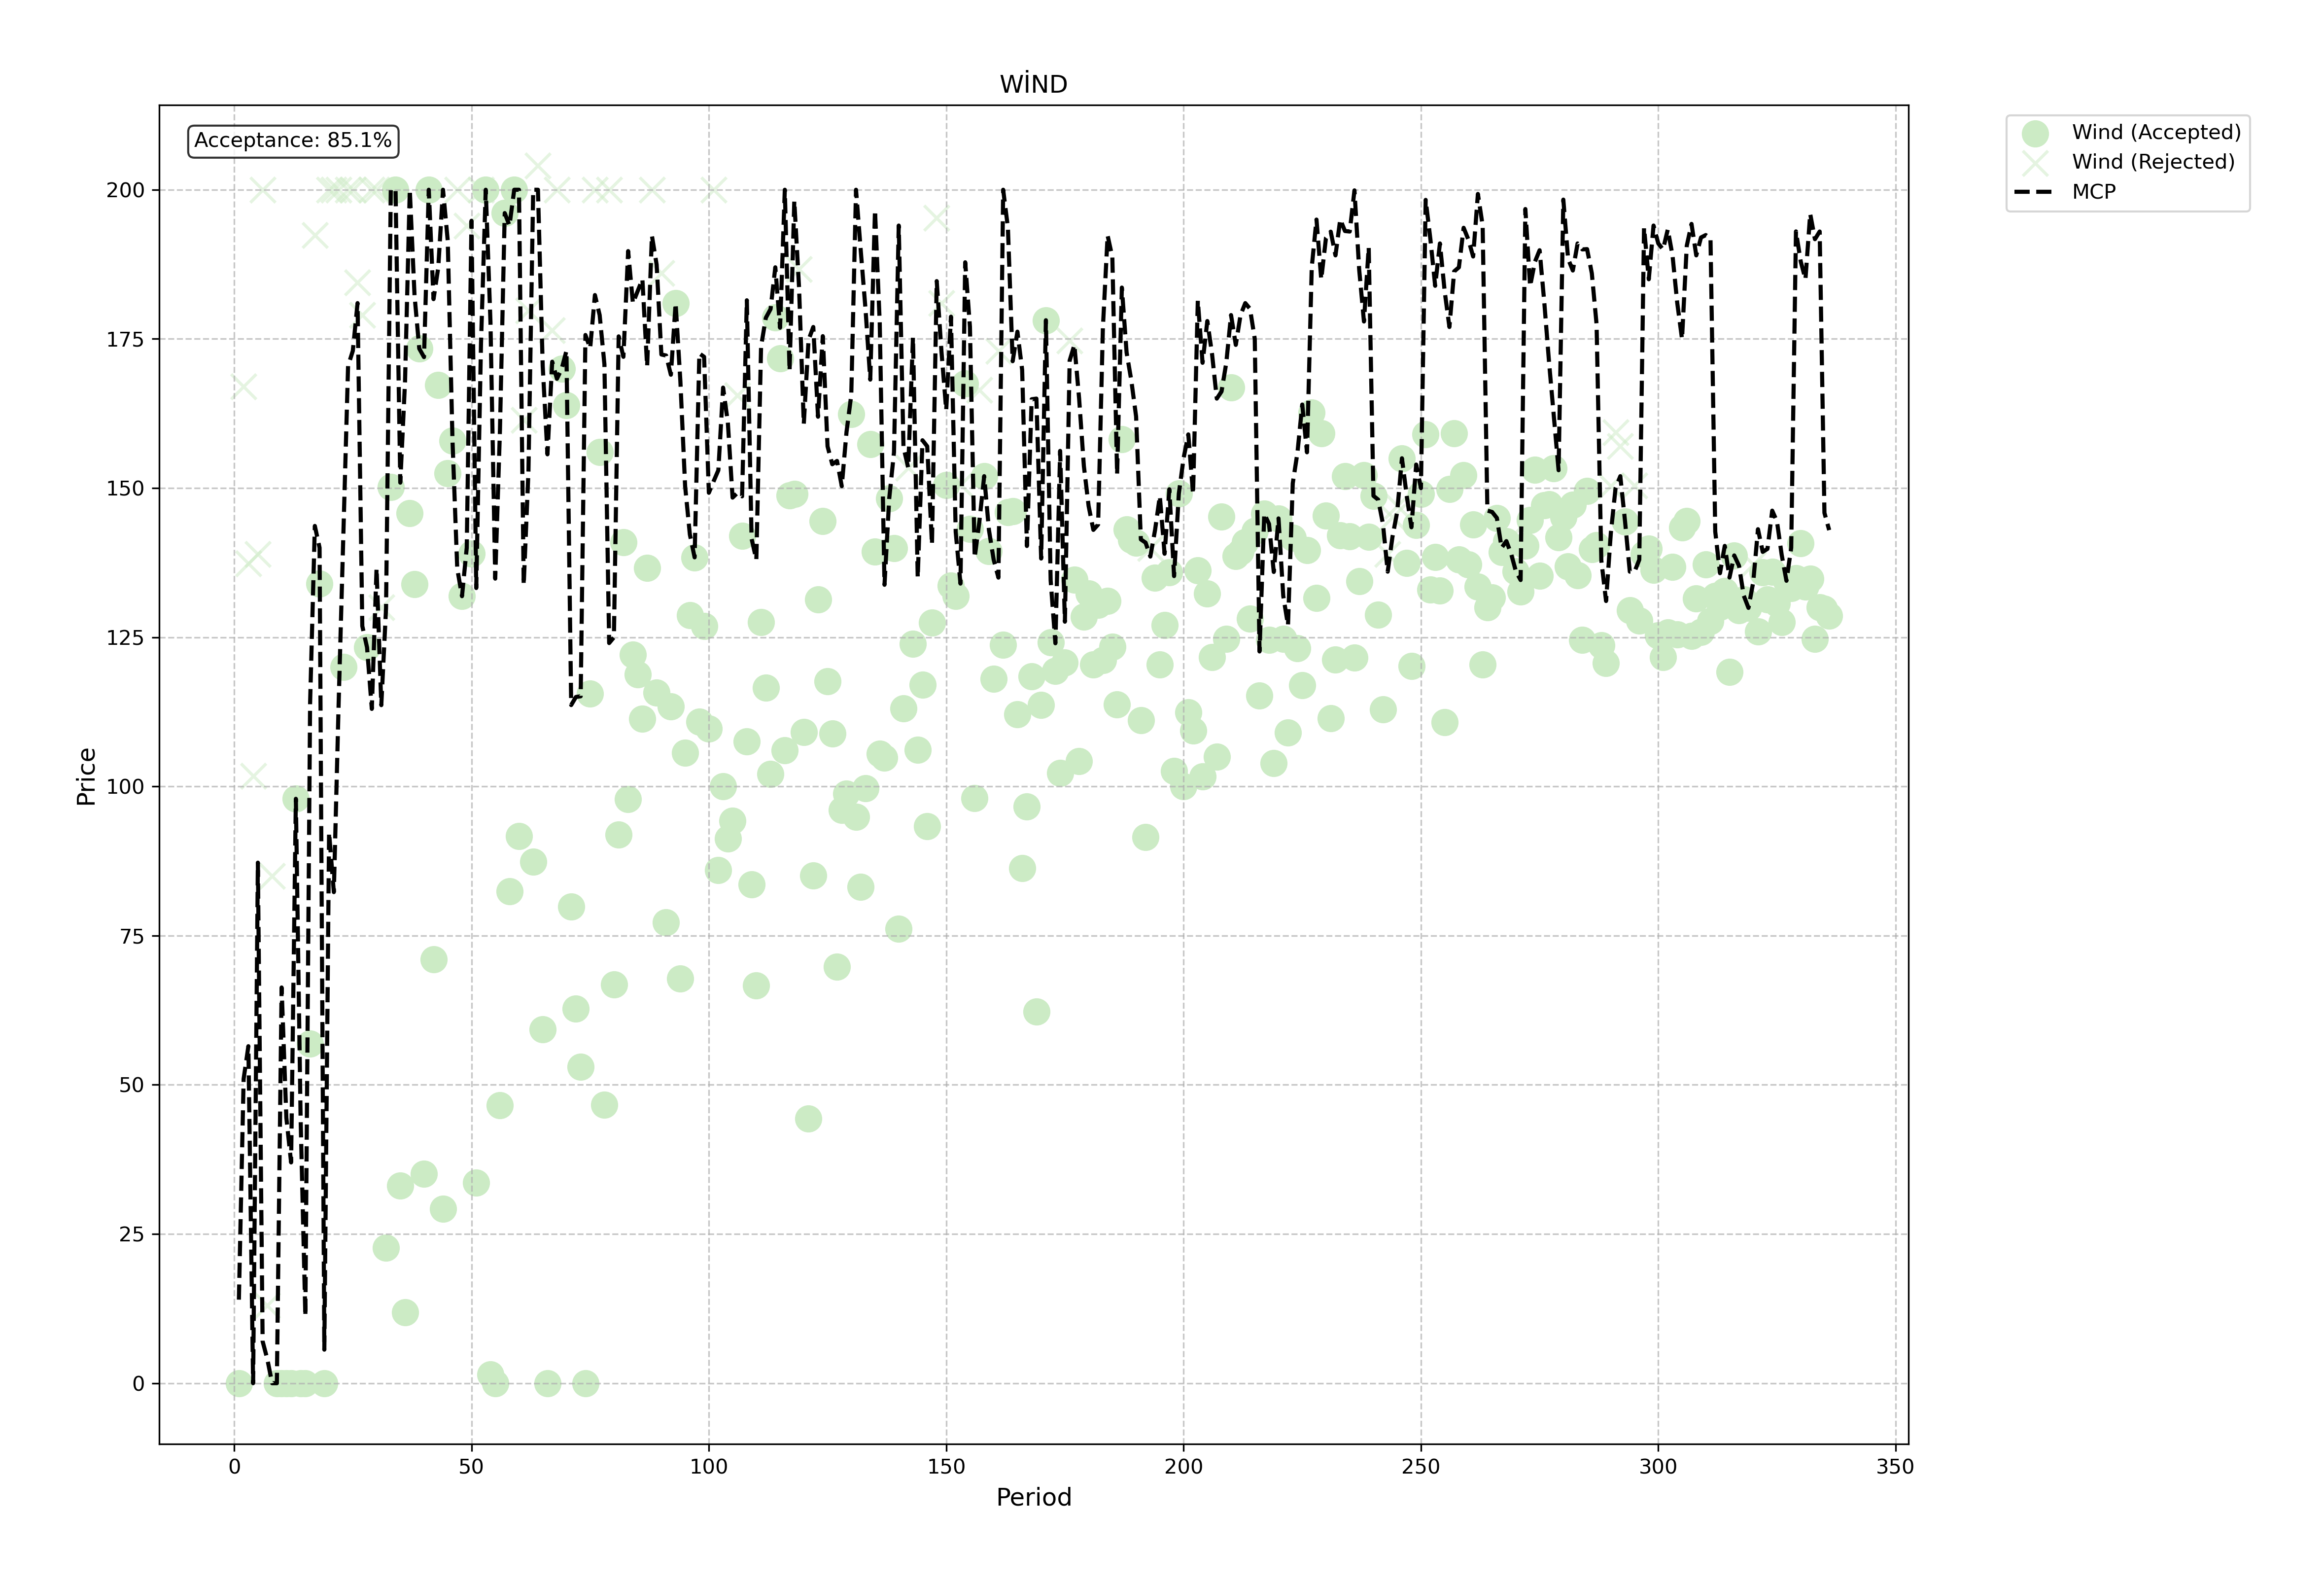 WİND
Acceptance: 85.1%
Wind (Accepted)
Wind (Rejected)
MCP
200
175
150
125
100
75
50
25
0
Price
0 50 100 150 200 250 300 350
Period